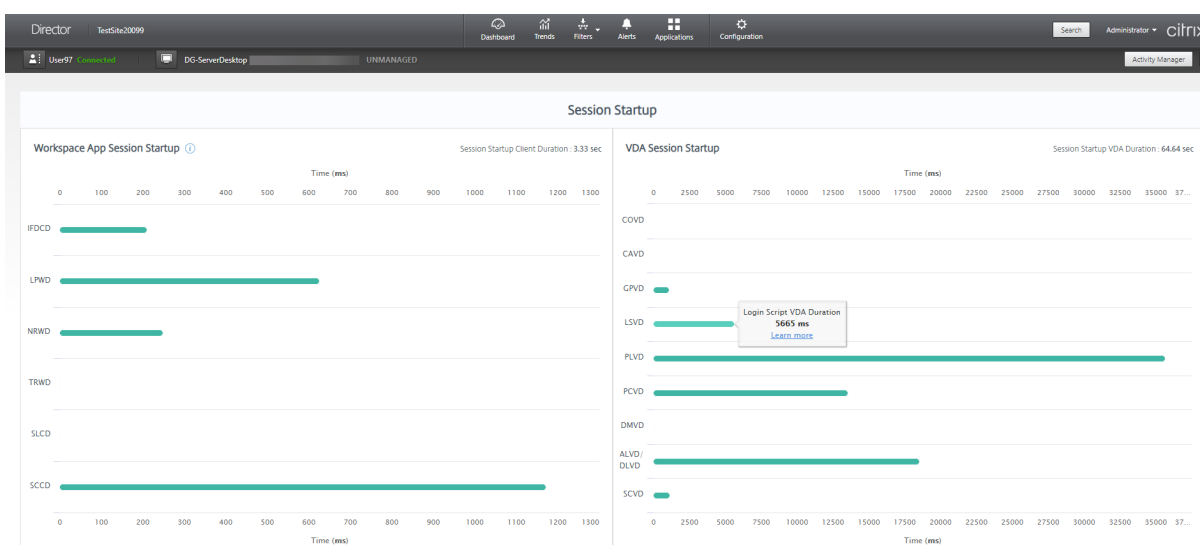 Director TestSite20099 Dashboard Trends Filters Alerts Applications Configuration Search Administrator citrix
User97 Connected DG-ServerDesktop UNMANAGED Activity Manager
Session Startup
Workspace App Session Startup Session Startup Client Duration : 3.33 sec
Time (ms)
0 100 200 300 400 500 600 700 800 900 1000 1100 1200 1300
IFDCD
LPWD
NRWD
TRWD
SLCD
SCCD
0 100 200 300 400 500 600 700 800 900 1000 1100 1200 1300
Time (ms)
VDA Session Startup Session Startup VDA Duration : 64.64 sec
Time (ms)
0 2500 5000 7500 10000 12500 15000 17500 20000 22500 25000 27500 30000 32500 35000 37...
COVD
CAVD
GPVD
Login Script VDA Duration
LSVD 5665 ms
Learn more
PLVD
PCVD
DMVD
ALVD/
DLVD
SCVD
0 2500 5000 7500 10000 12500 15000 17500 20000 22500 25000 27500 30000 32500 35000 37...
Time (ms)